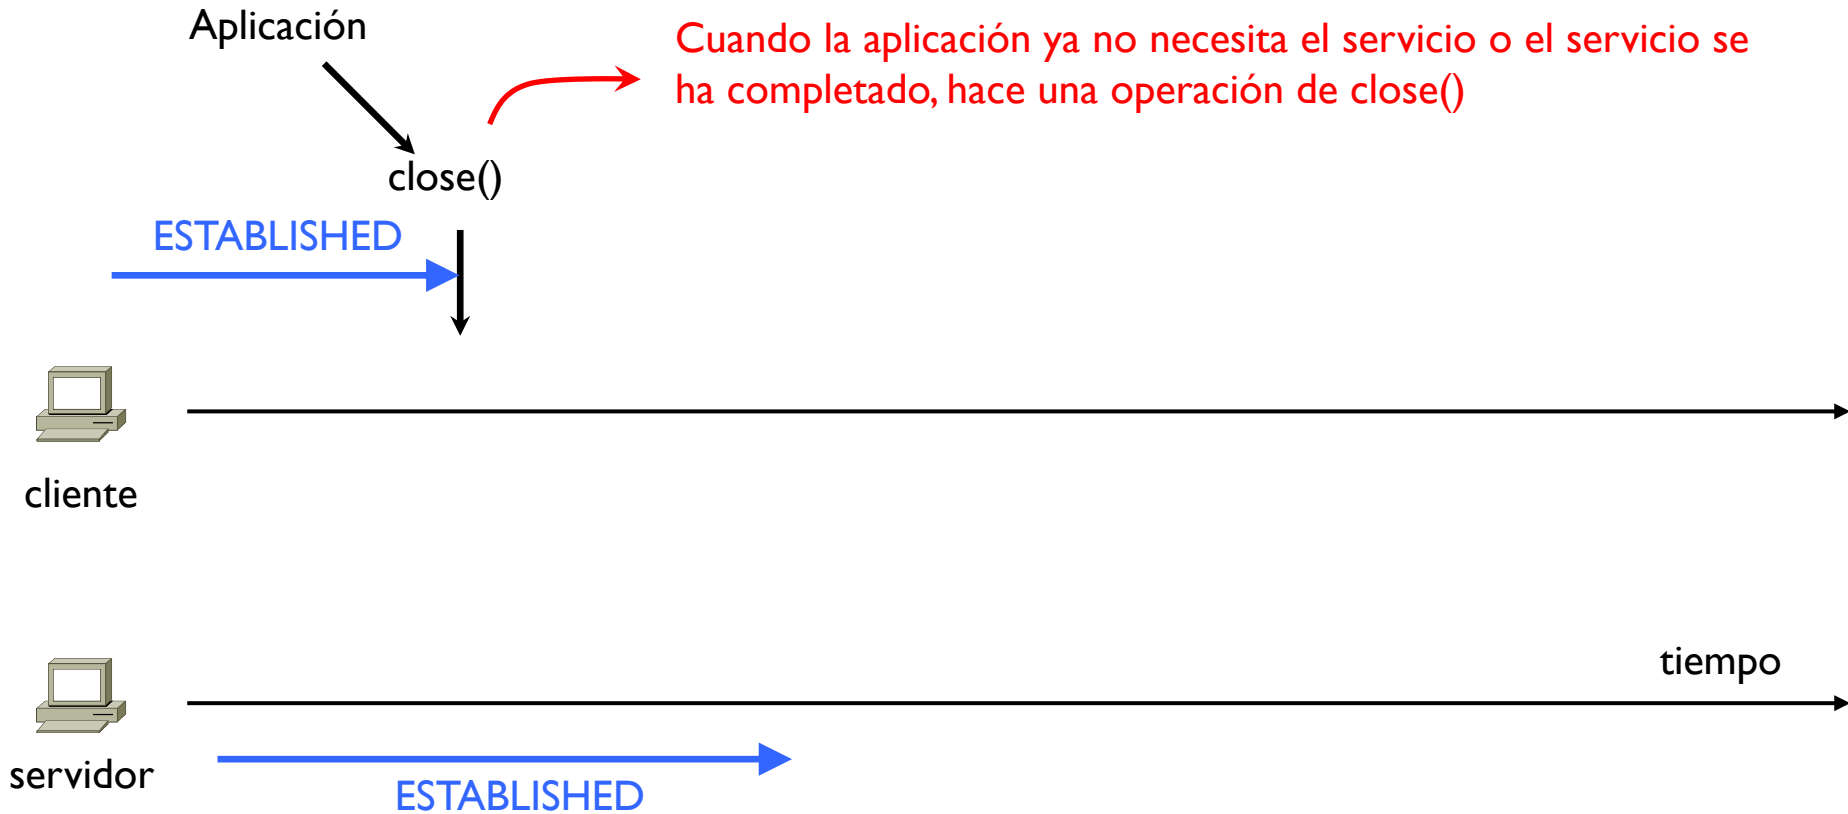 Aplicación
Cuando la aplicación ya no necesita el servicio o el servicio se
ha completado, hace una operación de close()
close()
ESTABLISHED
cliente
tiempo
servidor
ESTABLISHED